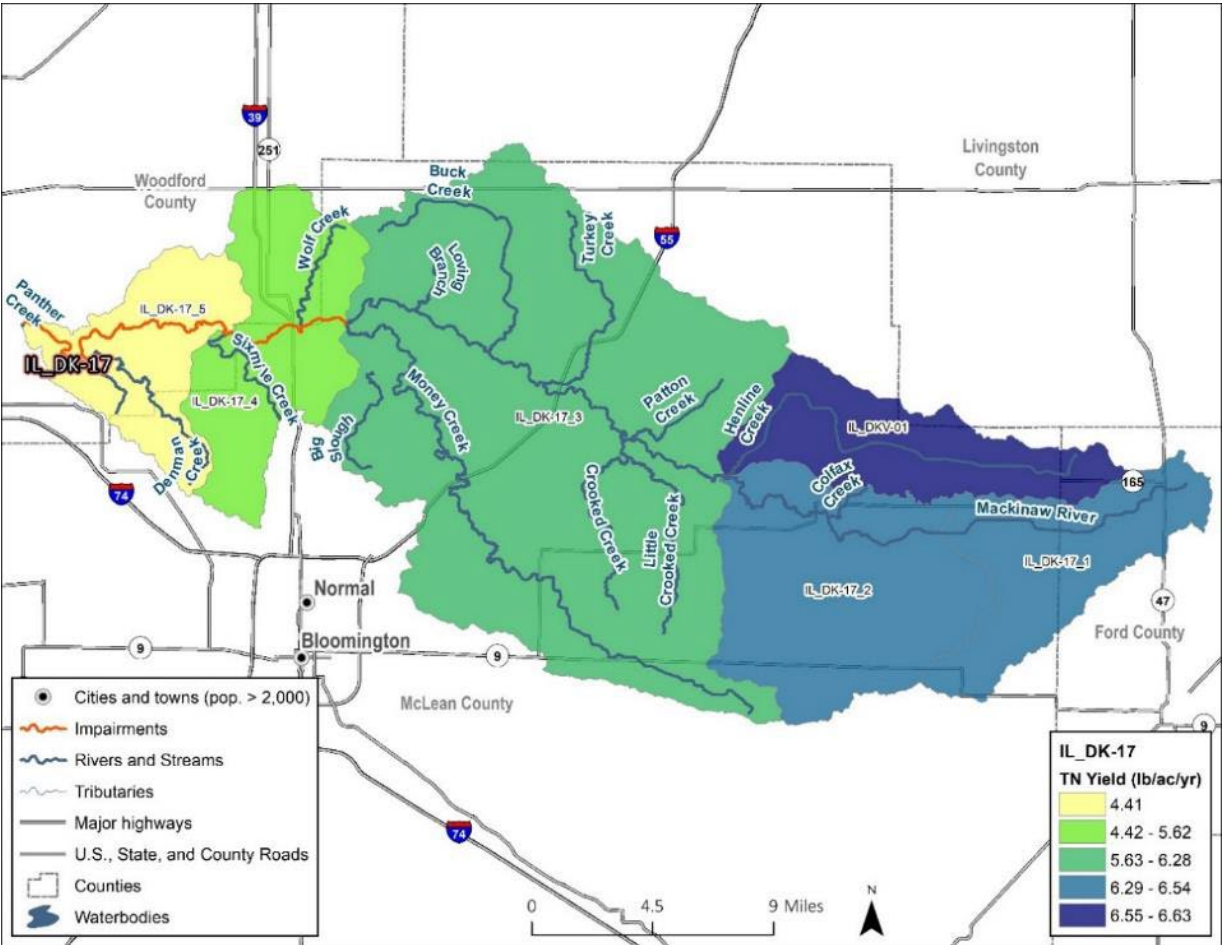 39
251
Livingston
County
Woodford
County
Buck
Creek
Wolf Creek
Turkey
Creek
55
Loving
Branch
Panther
Creek
IL_DK-17_5
IL_DK-17
Sixmile Creek
IL_DK-17_4
Money Creek
IL_DK-17_3
Patton
Creek
Henline
Creek
IL_DKV-01
Big
Slough
Denman
Creek
74
Colfax
Creek
165
Mackinaw River
Crooked Creek
Little
Crooked Creek
IL_DK-17_1
IL_DK-17_2
Normal
47
Ford County
Bloomington
9
9
McLean County
9
74
Cities and towns (pop. > 2,000)
Impairments
Rivers and Streams
Tributaries
Major highways
U.S., State, and County Roads
Counties
Waterbodies
0 4.5 9 Miles
N
IL_DK-17
TN Yield (lb/ac/yr)
4.41
4.42 - 5.62
5.63 - 6.28
6.29 - 6.54
6.55 - 6.63